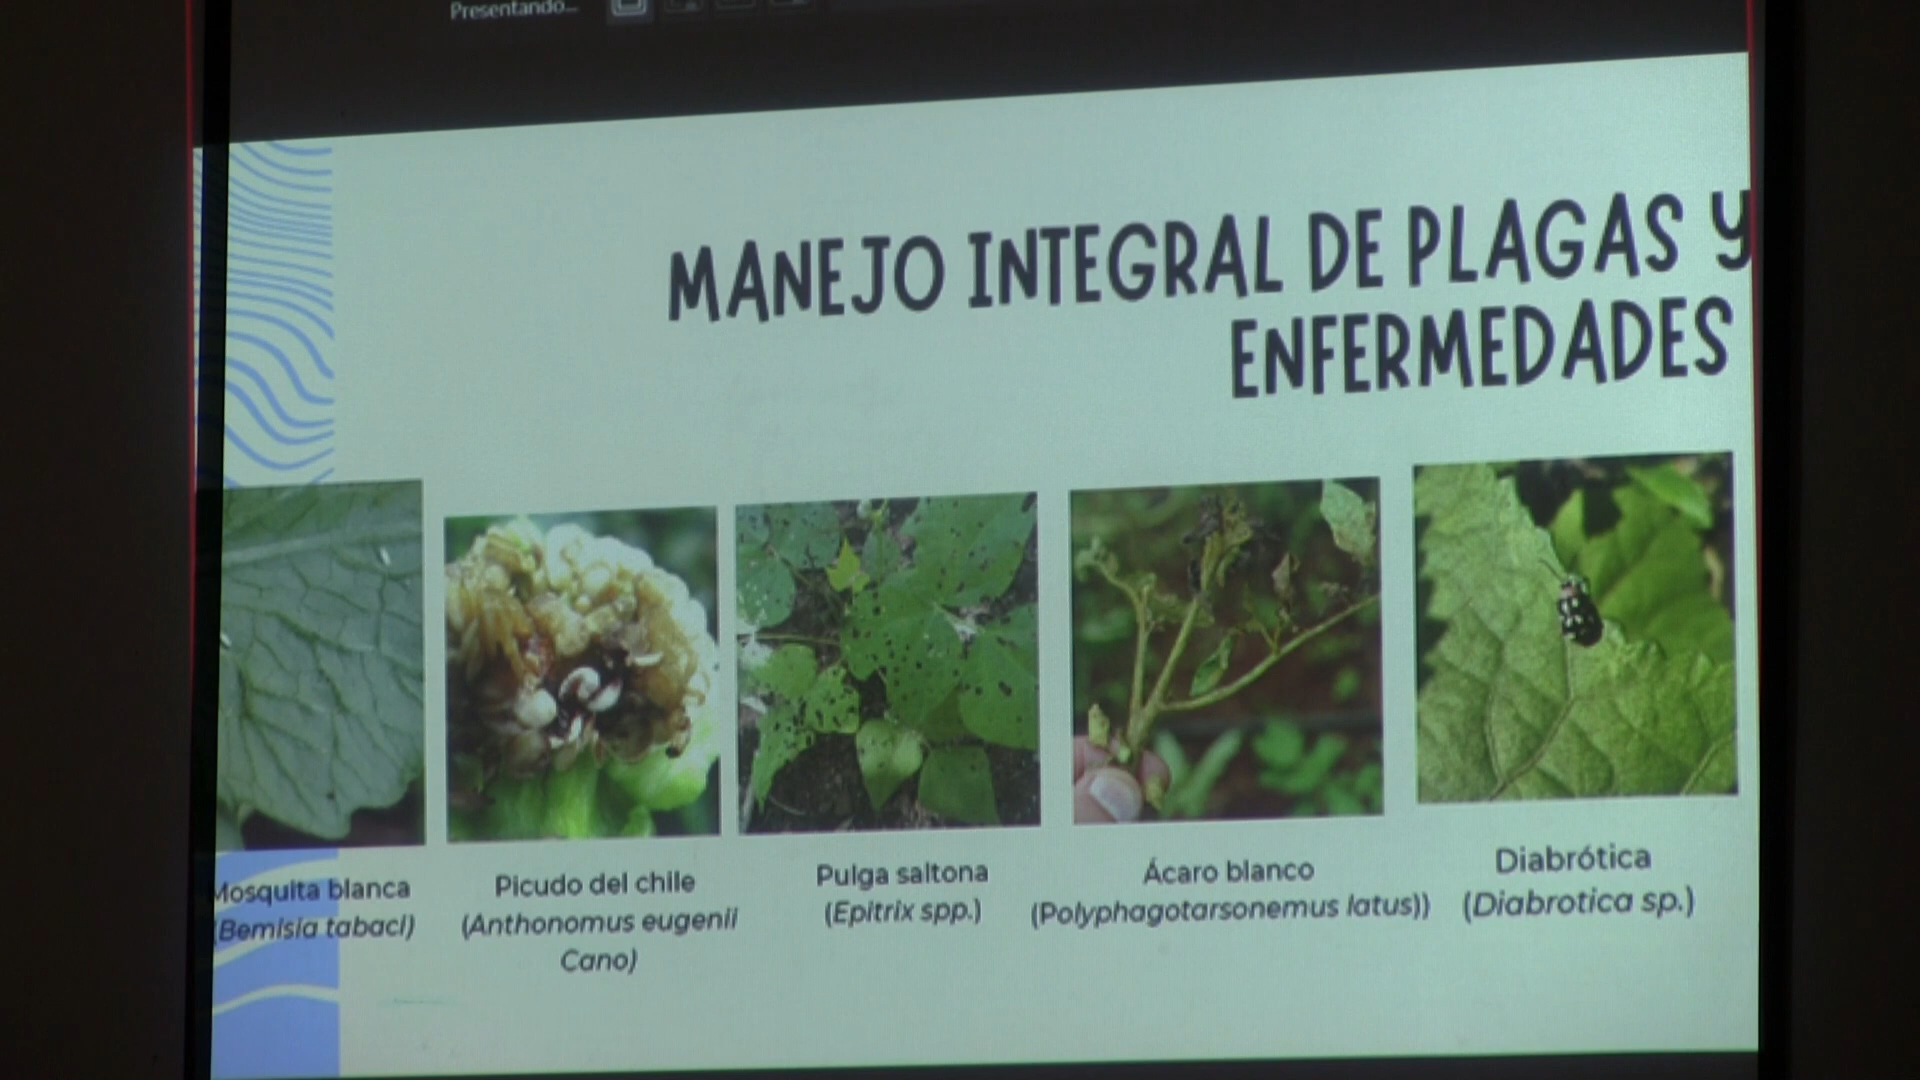 Presentando...
MANEJO INTEGRAL DE PLAGAS Y
ENFERMEDADES
Mosquita blanca
(Bemisia tabaci)
Picudo del chile
(Anthonomus eugenii
Cano)
Pulga saltona
(Epitrix spp.)
Ácaro blanco
(Polyphagotarsonemus latus))
Diabrótica
(Diabrotica sp.)